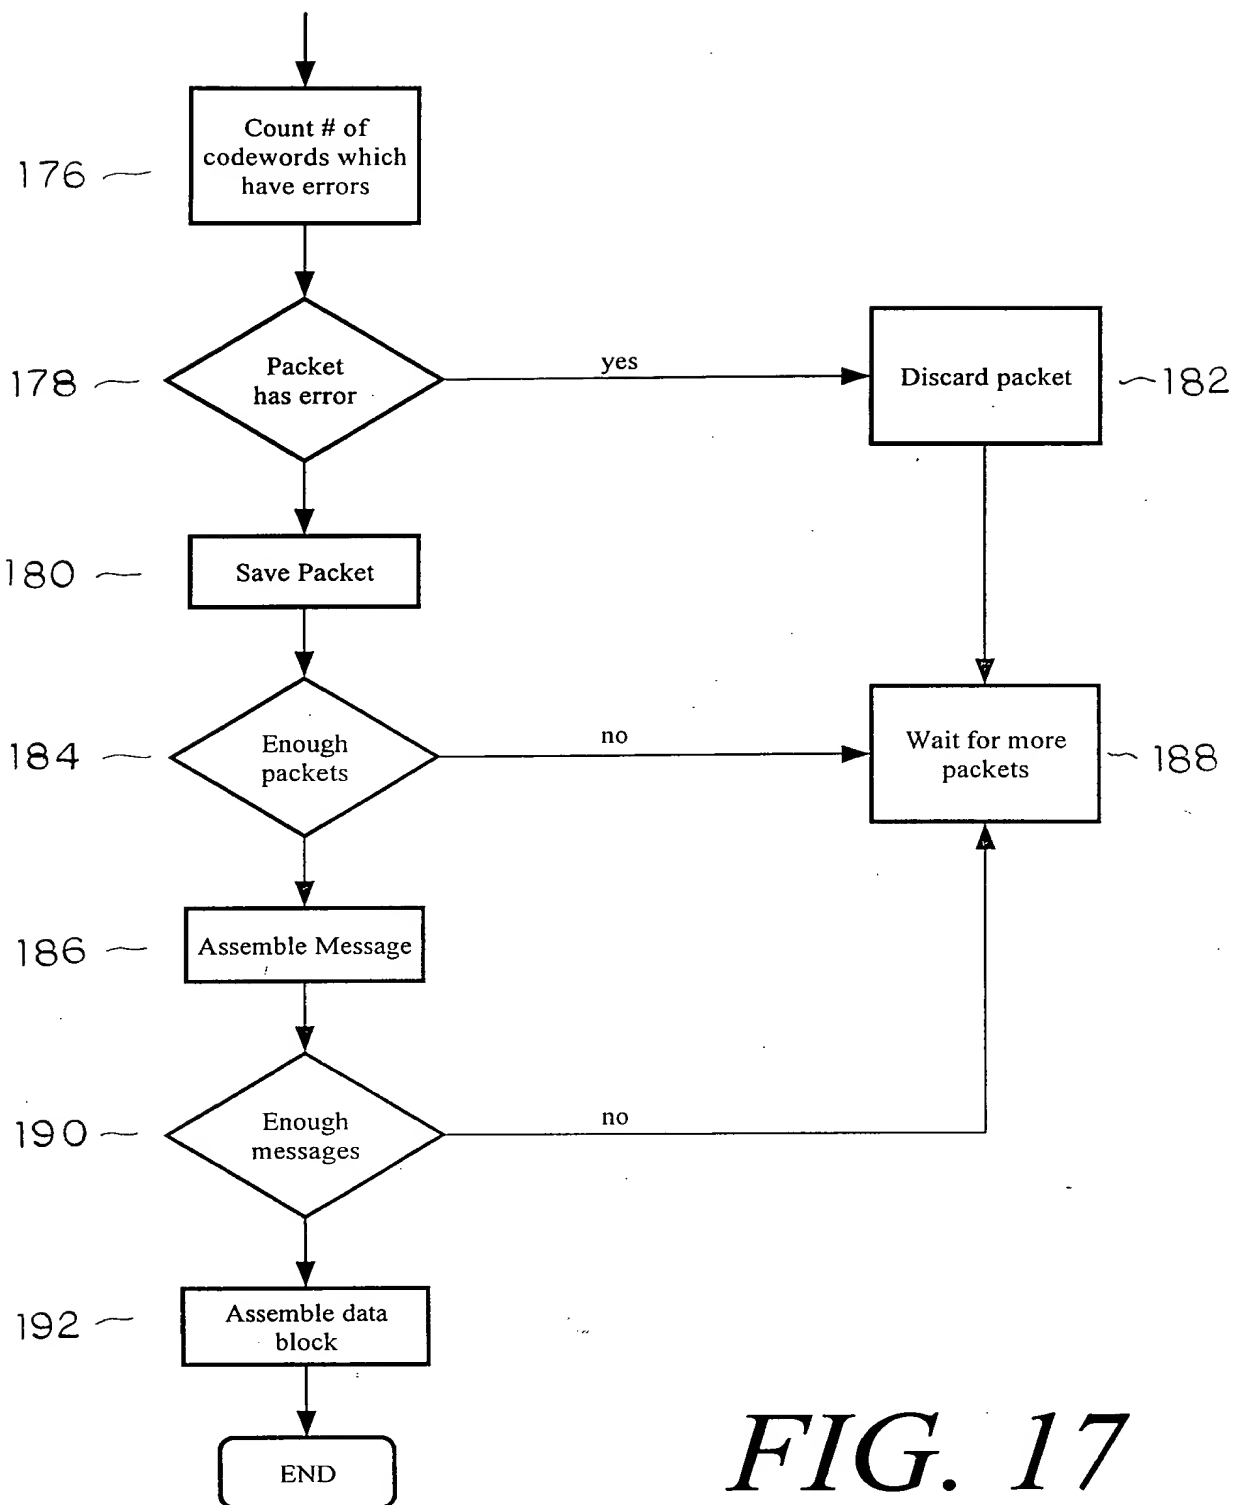 Count # of
codewords which
have errors
176
Packet
has error
178
yes
Discard packet
182
Save Packet
180
Enough
packets
184
no
Wait for more
packets
188
Assemble Message
186
Enough
messages
190
no
Assemble data
block
192
END
FIG. 17